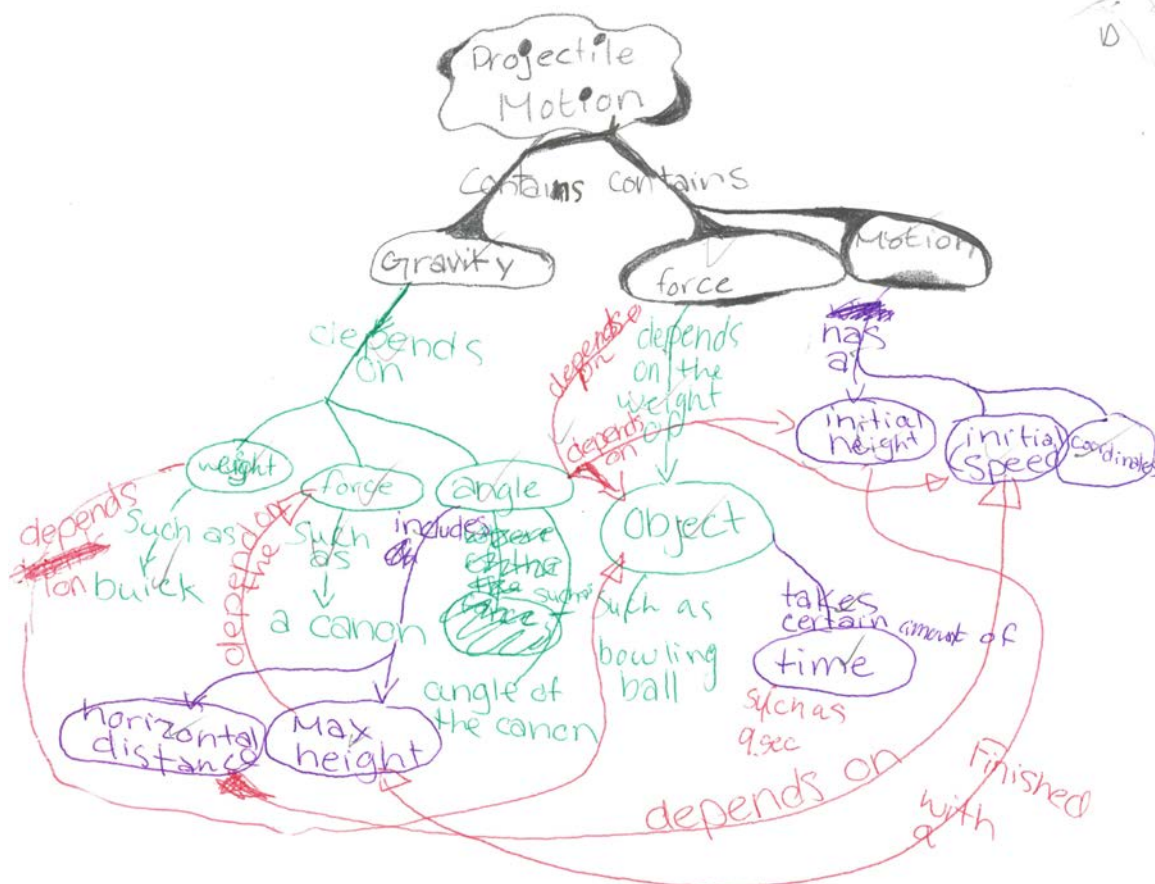 Projectile
Motion
Contains contains
Gravity
force
Motion
depends
on
depends
on
depends
on the
weight
of
depends
on
has
a
initial
height
initial
speed
coordinates
weight
force
angle
object
depends
on
Such as
buick
depend on
the
Such
as
a canon
includes
such
angle of
the canon
such as
bowling
ball
takes
certain amount of
time
such as
9.sec
horizontal
distance
Max
height
depends on
Finished
with
a